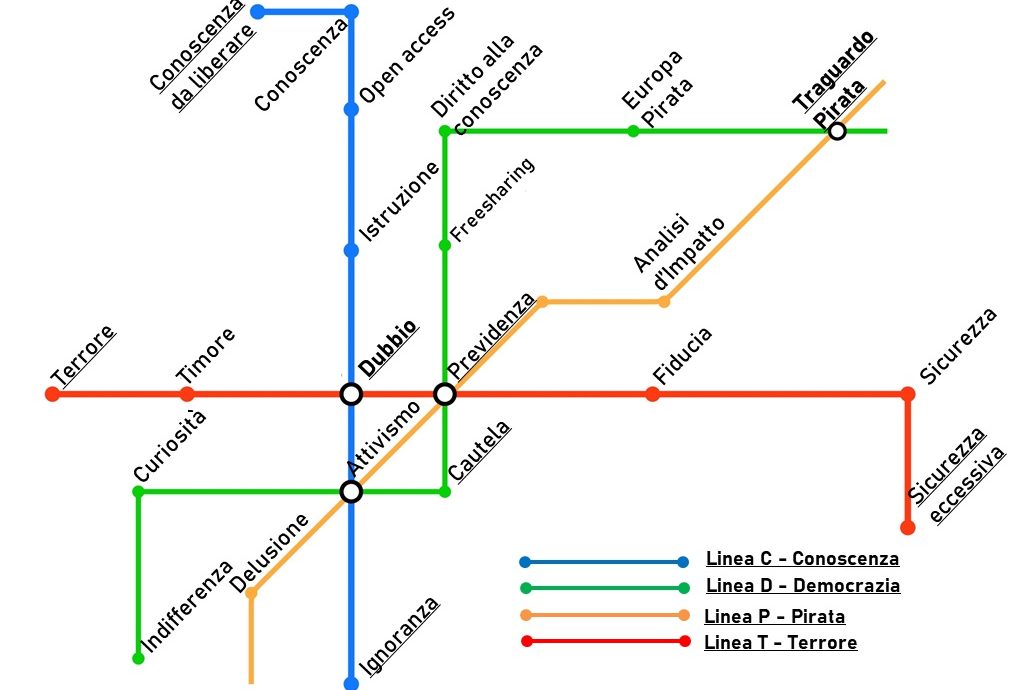 Conoscenza
da liberare
Conoscenza
Open access
Diritto alla
conoscenza
Europa
Pirata
Traguardo
Pirata
Istruzione
Freesharing
Analisi
d'Impatto
Terrore
Timore
Dubbio
Previdenza
Fiducia
Sicurezza
Curiosità
Attivismo
Cautela
Sicurezza
eccessiva
Indifferenza
Delusione
Ignoranza
Linea C - Conoscenza
Linea D - Democrazia
Linea P - Pirata
Linea T - Terrore